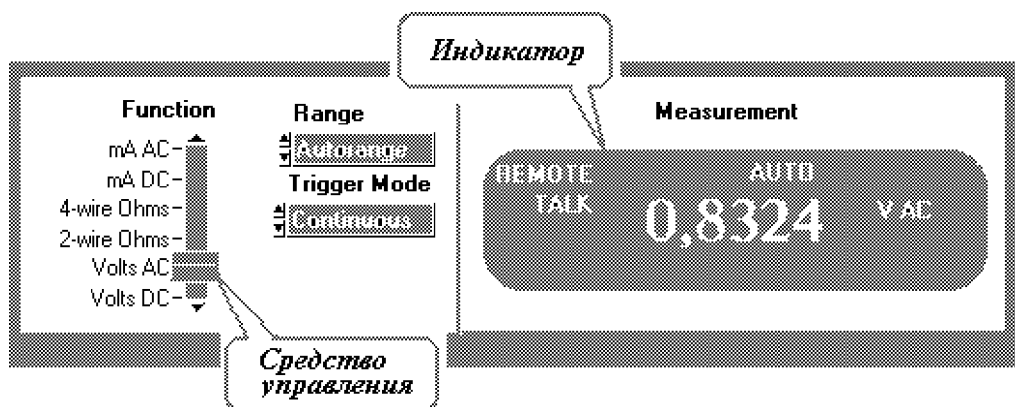 Индикатор
Function
mA AC
mA DC
4-wire Ohms
2-wire Ohms
Volts AC
Volts DC
Range
Autorange
Trigger Mode
Continuous
Measurement
REMOTE AUTO
TALK 0,8324 V AC
Средство
управления